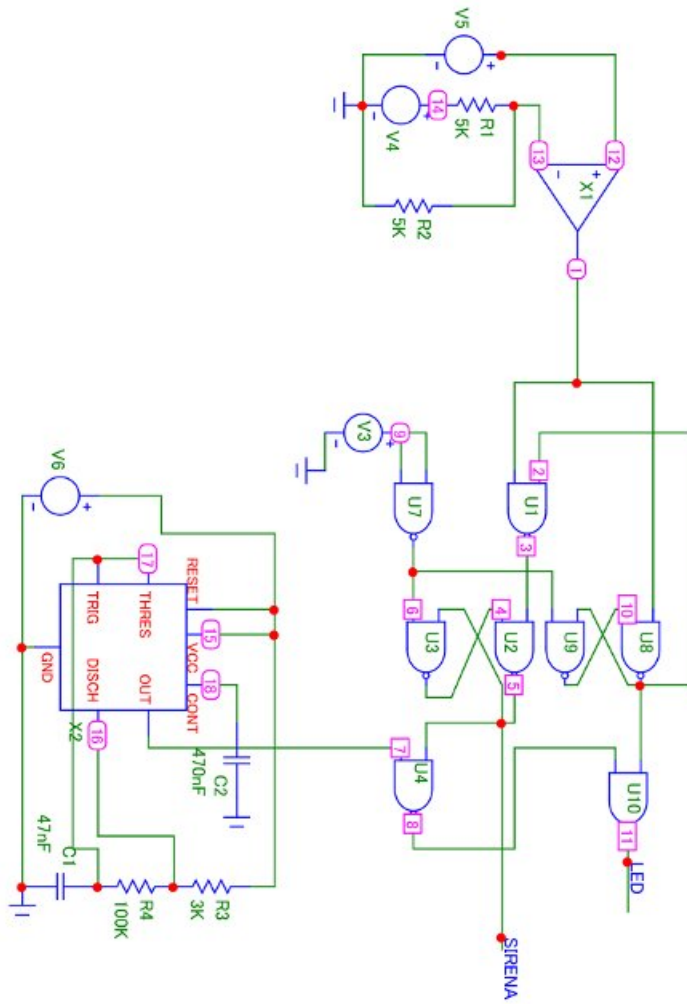 V5
V4
14
R1
5K
R2
5K
13
12
X1
1
V3
9
U7
2
U1
3
6
U3
4
U2
5
U9
10
U8
7
U4
8
U10
11
LED
SIRENA
V6
17
TRIG
THRES
RESET
15
VCC
18
CONT
GND
DISCH
OUT
16
X2
C2
470nF
C1
47nF
R4
100K
R3
3K